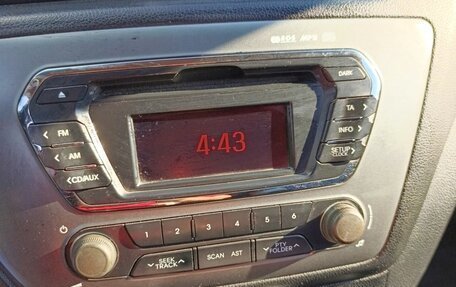 DARK
FM
TA
4:43
AM
INFO
CD/AUX
SETUP
CLOCK
1 2 3 4 5 6
SEEK
TRACK
SCAN AST
PTY
FOLDER